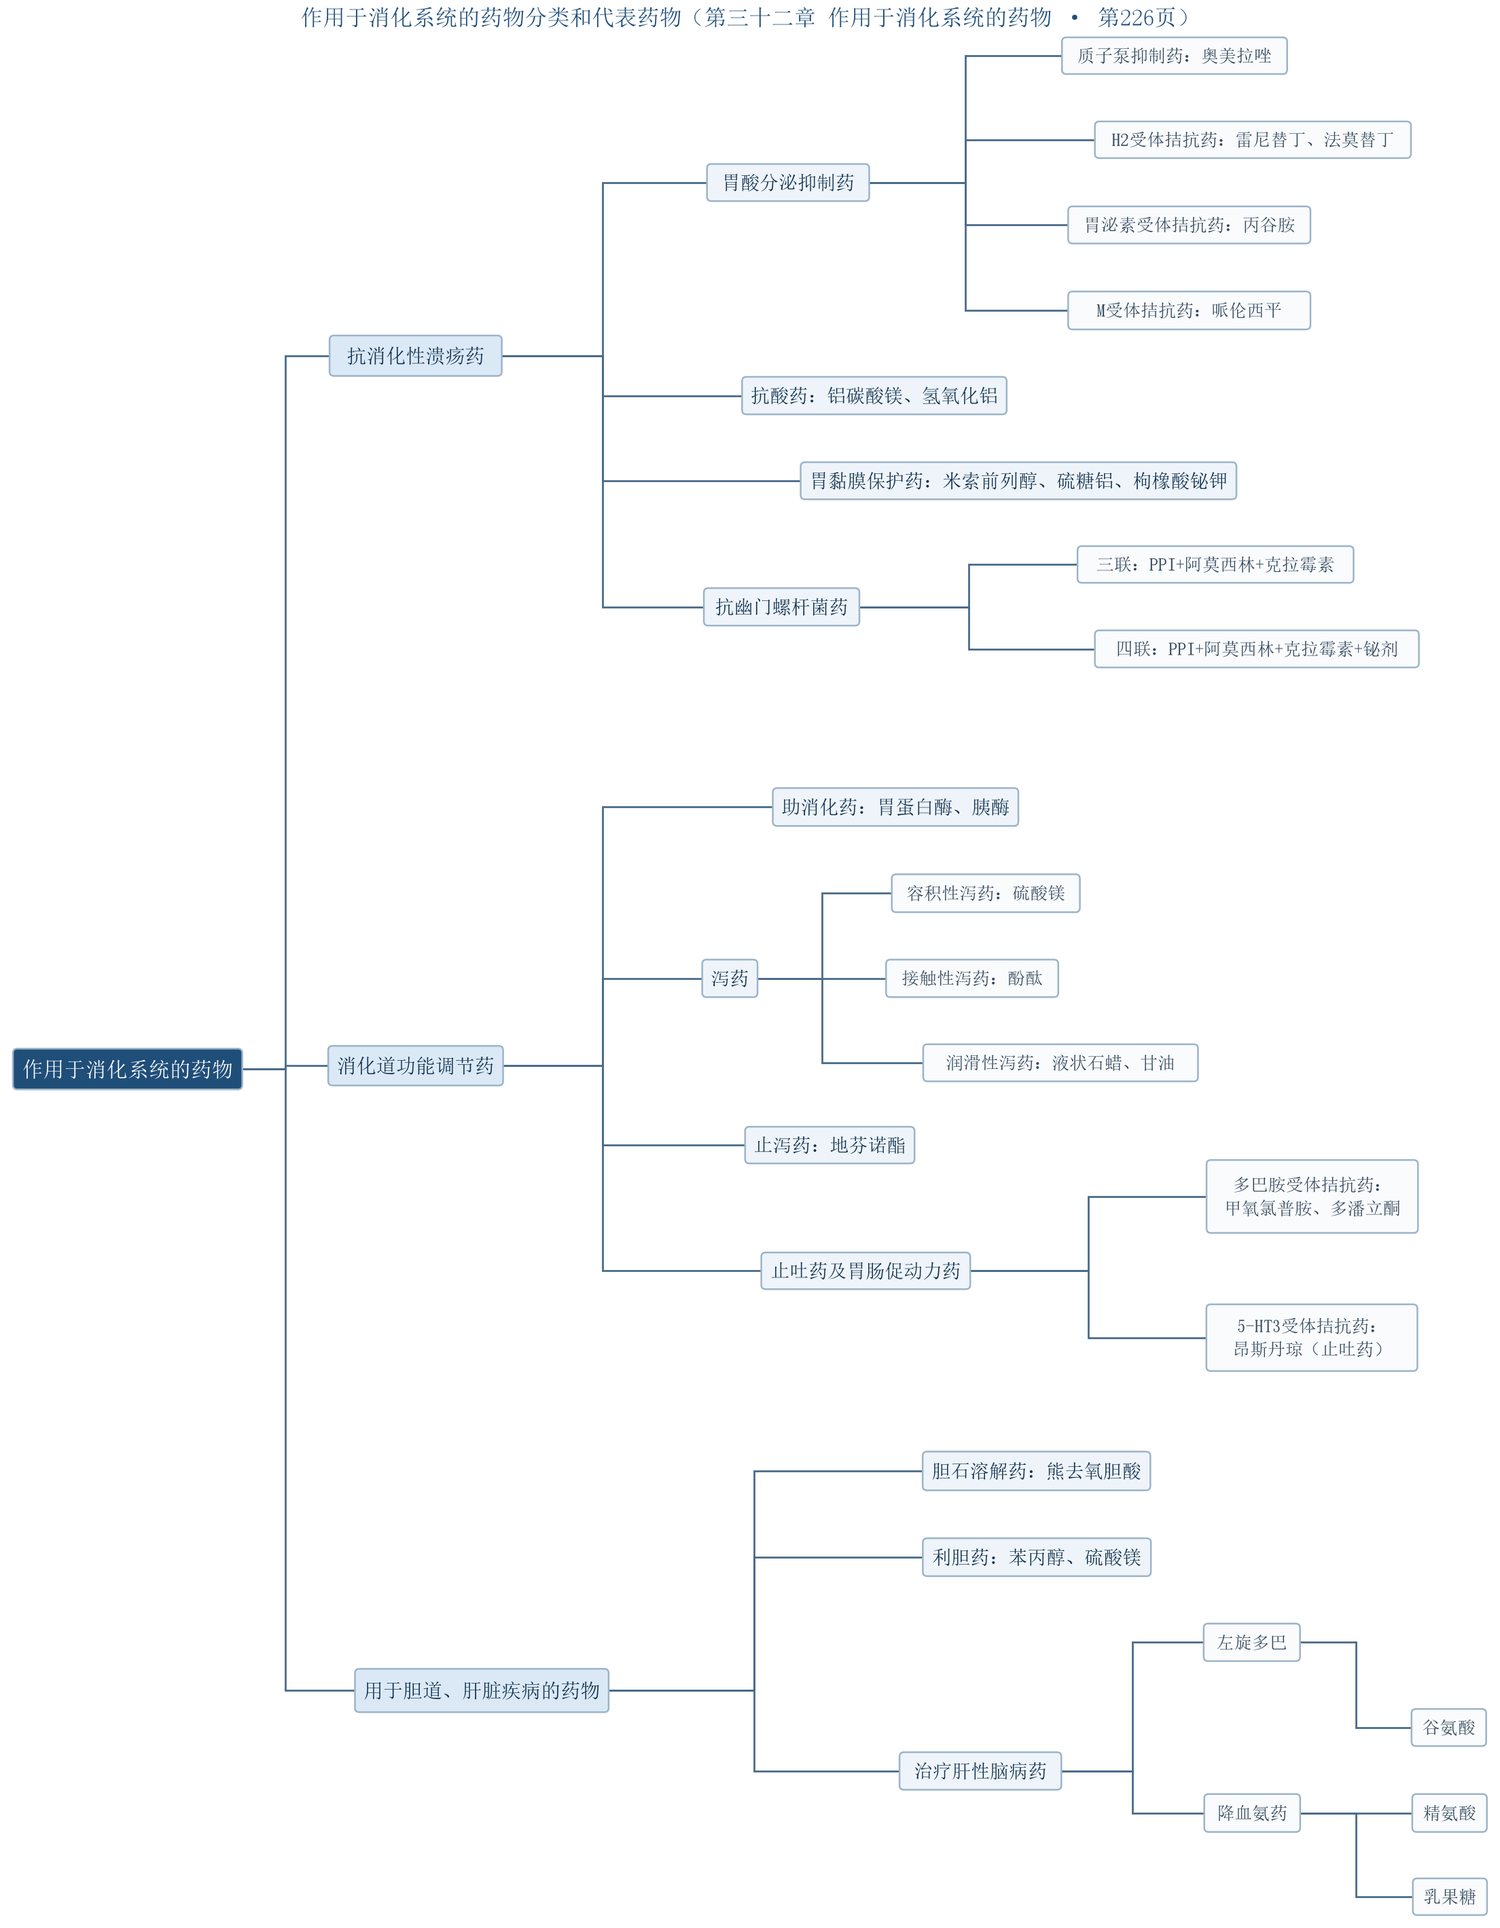 作用于消化系统的药物分类和代表药物（第三十二章 作用于消化系统的药物 · 第226页）
作用于消化系统的药物
抗消化性溃疡药
胃酸分泌抑制药
质子泵抑制药：奥美拉唑
H2受体拮抗药：雷尼替丁、法莫替丁
胃泌素受体拮抗药：丙谷胺
M受体拮抗药：哌伦西平
抗酸药：铝碳酸镁、氢氧化铝
胃黏膜保护药：米索前列醇、硫糖铝、枸橼酸铋钾
抗幽门螺杆菌药
三联：PPI+阿莫西林+克拉霉素
四联：PPI+阿莫西林+克拉霉素+铋剂
消化道功能调节药
助消化药：胃蛋白酶、胰酶
泻药
容积性泻药：硫酸镁
接触性泻药：酚酞
润滑性泻药：液状石蜡、甘油
止泻药：地芬诺酯
止吐药及胃肠促动力药
多巴胺受体拮抗药：
甲氧氯普胺、多潘立酮
5-HT3受体拮抗药：
昂斯丹琼（止吐药）
用于胆道、肝脏疾病的药物
胆石溶解药：熊去氧胆酸
利胆药：苯丙醇、硫酸镁
治疗肝性脑病药
左旋多巴
谷氨酸
降血氨药
精氨酸
乳果糖